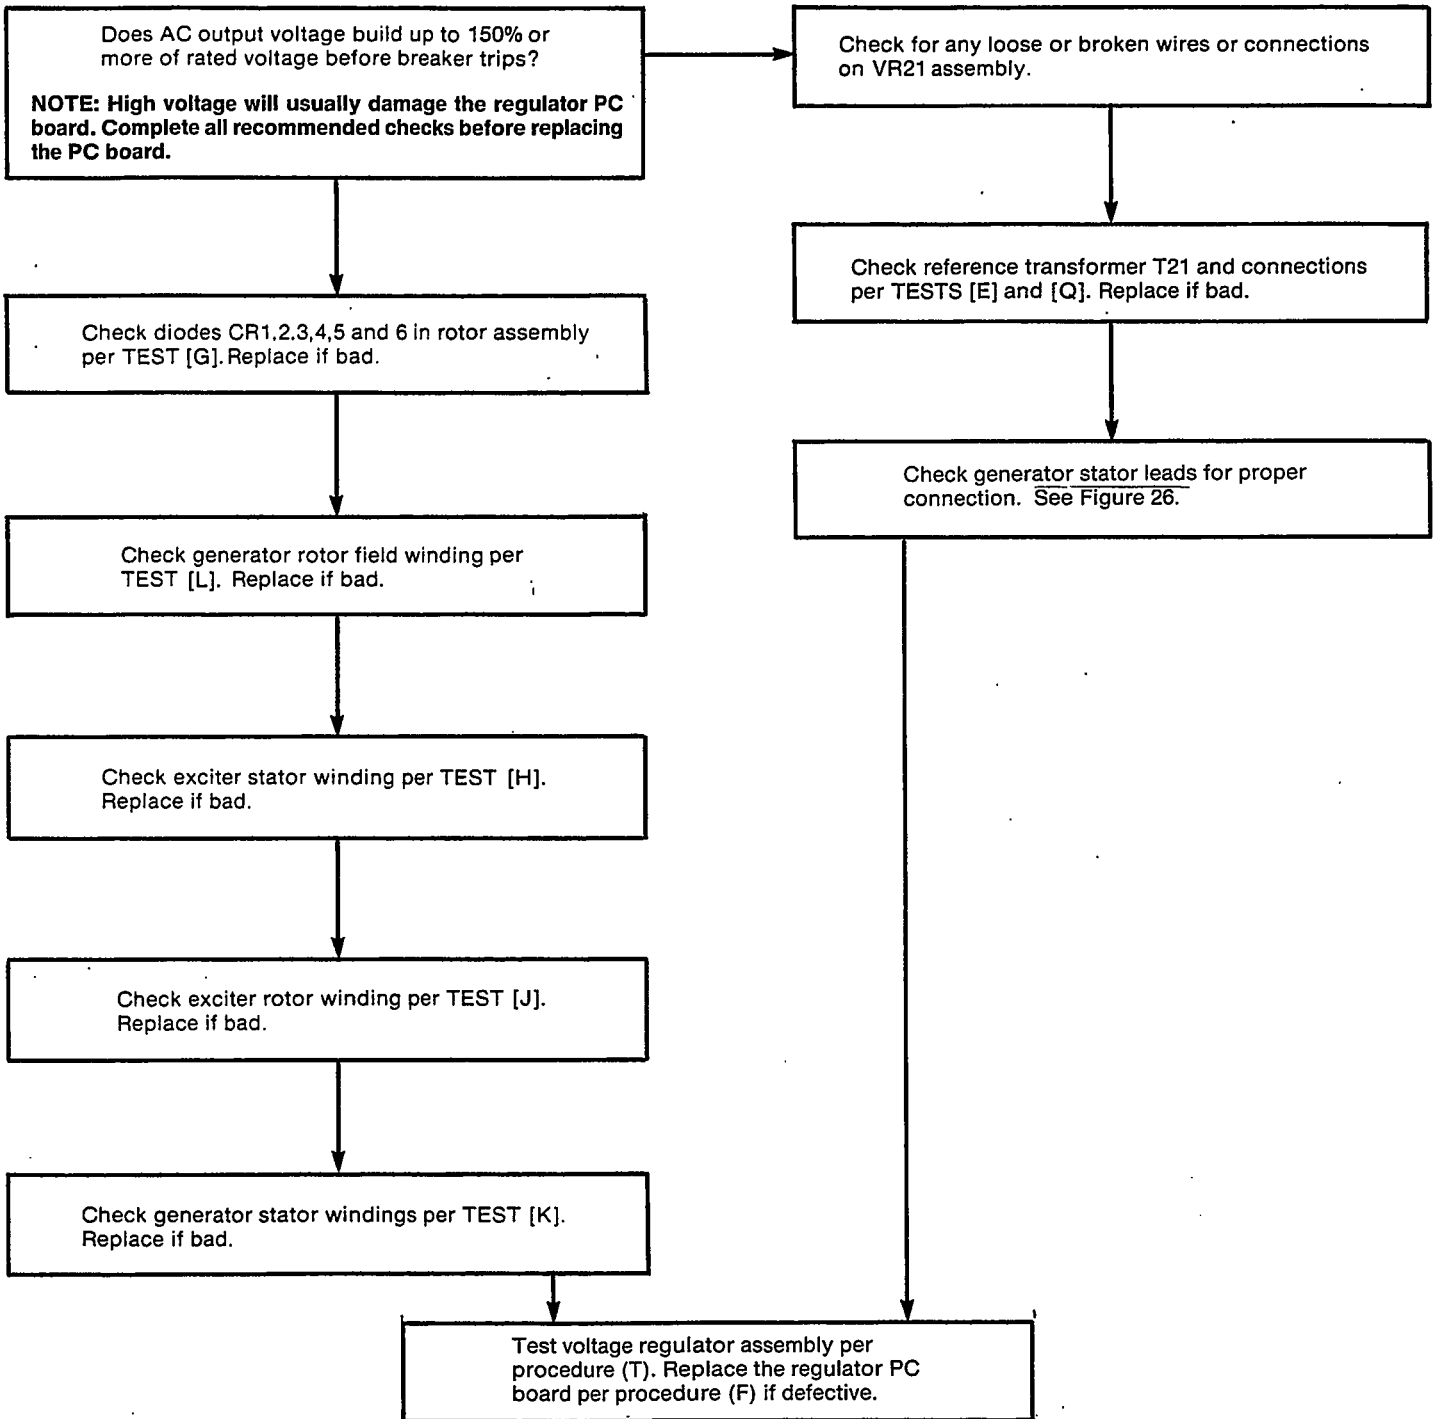 Does AC output voltage build up to 150% or
more of rated voltage before breaker trips?
NOTE: High voltage will usually damage the regulator PC
board. Complete all recommended checks before replacing
the PC board.
Check diodes CR1,2.3,4,5 and 6 in rotor assembly
per TEST [G]. Replace if bad.
Check generator rotor field winding per
TEST [L]. Replace if bad.
Check exciter stator winding per TEST [H].
Replace if bad.
Check exciter rotor winding per TEST [J].
Replace if bad.
Check generator stator windings per TEST [K].
Replace if bad.
Check for any loose or broken wires or connections
on VR21 assembly.
Check reference transformer T21 and connections
per TESTS [E] and [Q]. Replace if bad.
Check generator stator leads for proper
connection. See Figure 26.
Test voltage regulator assembly per
procedure (T). Replace the regulator PC
board per procedure (F) if defective.